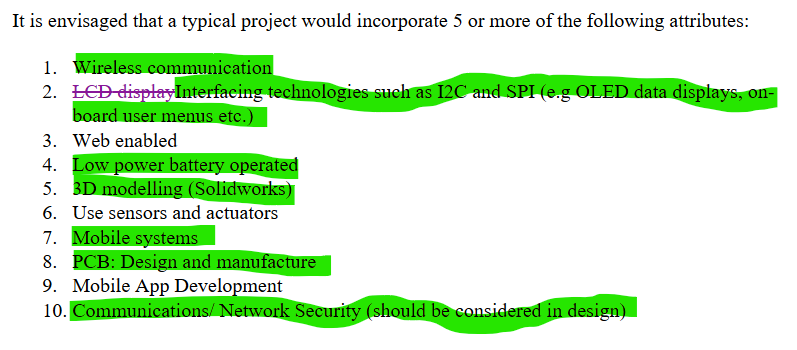 It is envisaged that a typical project would incorporate 5 or more of the following attributes:
1. Wireless communication
2. LCD displayInterfacing technologies such as I2C and SPI (e.g OLED data displays, on-
board user menus etc.)
3. Web enabled
4. Low power battery operated
5. 3D modelling (Solidworks)
6. Use sensors and actuators
7. Mobile systems
8. PCB: Design and manufacture
9. Mobile App Development
10. Communications/ Network Security (should be considered in design)